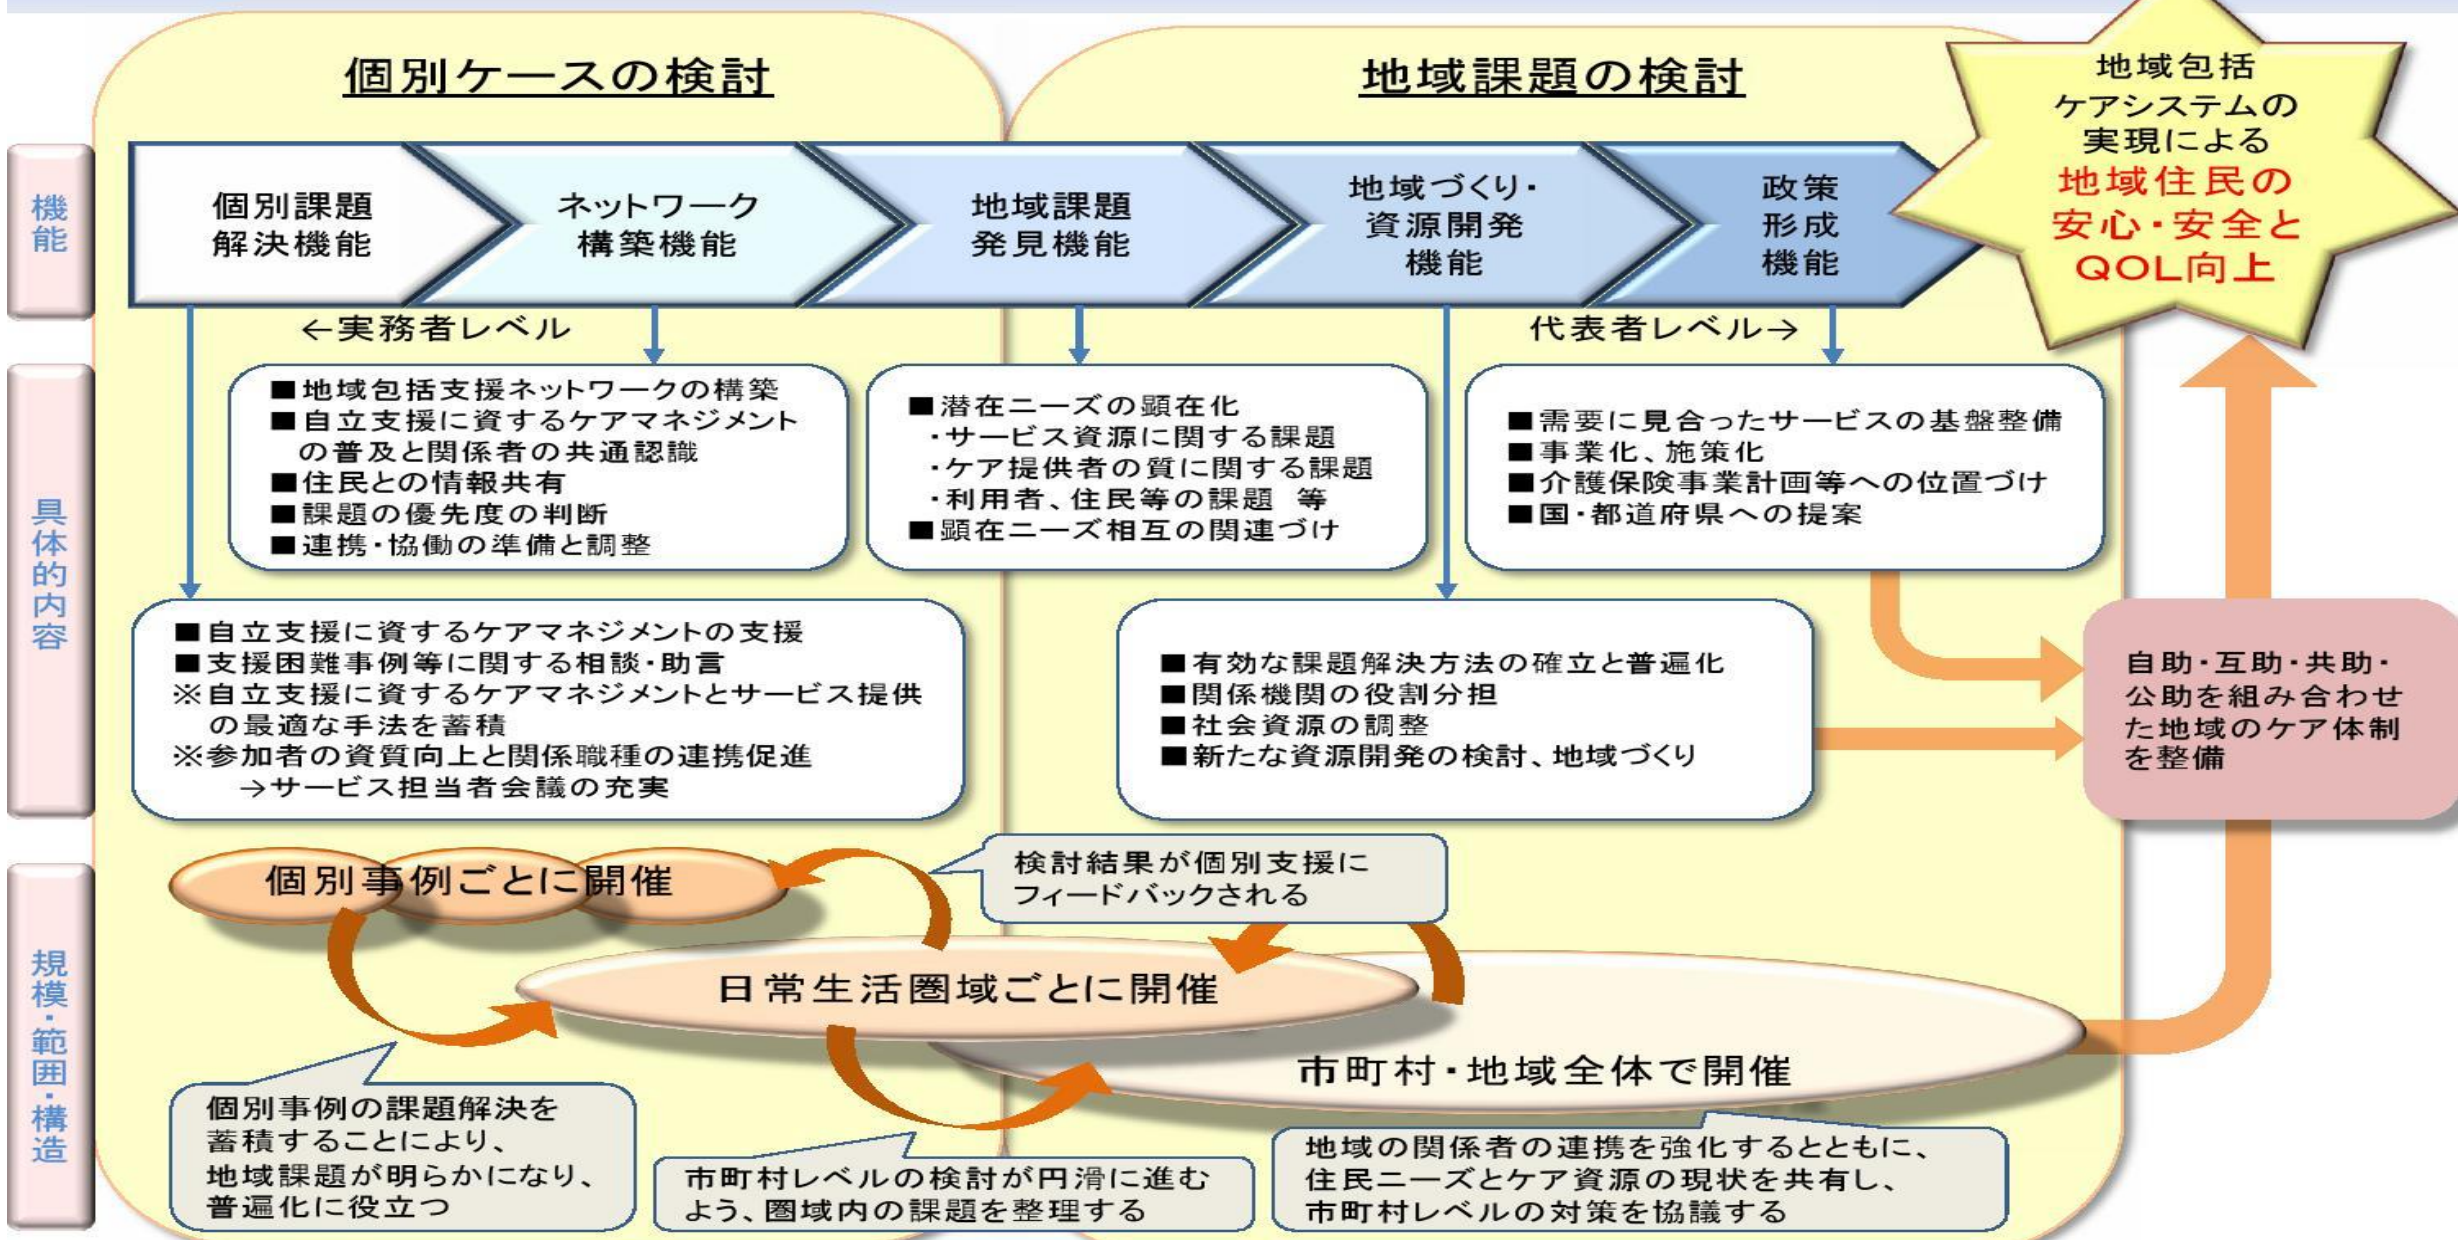 個別ケースの検討
地域課題の検討
地域包括
ケアシステムの
実現による
地域住民の
安心・安全と
QOL向上
機能
個別課題
解決機能
ネットワーク
構築機能
地域課題
発見機能
地域づくり・
資源開発
機能
政策
形成
機能
←実務者レベル
代表者レベル→
具体的内容
■地域包括支援ネットワークの構築
■自立支援に資するケアマネジメント
の普及と関係者の共通認識
■住民との情報共有
■課題の優先度の判断
■連携・協働の準備と調整
■潜在ニーズの顕在化
・サービス資源に関する課題
・ケア提供者の質に関する課題
・利用者、住民等の課題 等
■顕在ニーズ相互の関連づけ
■需要に見合ったサービスの基盤整備
■事業化、施策化
■介護保険事業計画等への位置づけ
■国・都道府県への提案
■自立支援に資するケアマネジメントの支援
■支援困難事例等に関する相談・助言
※自立支援に資するケアマネジメントとサービス提供
の最適な手法を蓄積
※参加者の資質向上と関係職種の連携促進
→サービス担当者会議の充実
■有効な課題解決方法の確立と普遍化
■関係機関の役割分担
■社会資源の調整
■新たな資源開発の検討、地域づくり
自助・互助・共助・
公助を組み合わせ
た地域のケア体制
を整備
規模・範囲・構造
個別事例ごとに開催
検討結果が個別支援に
フィードバックされる
日常生活圏域ごとに開催
市町村・地域全体で開催
個別事例の課題解決を
蓄積することにより、
地域課題が明らかになり、
普遍化に役立つ
市町村レベルの検討が円滑に進む
よう、圏域内の課題を整理する
地域の関係者の連携を強化するとともに、
住民ニーズとケア資源の現状を共有し、
市町村レベルの対策を協議する